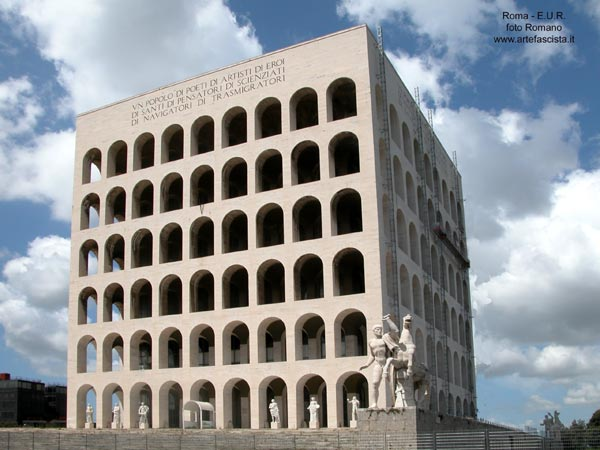 Roma - E.U.R.
foto Romano
www.artefascista.it
VN POPOLO DI POETI DI ARTISTI DI EROI
DI SANTI DI PENSATORI DI SCIENZIATI
DI NAVIGATORI DI TRASMIGRATORI